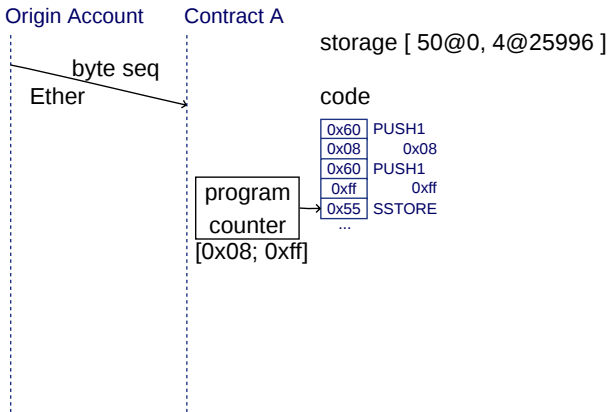 Origin Account
Contract A
storage [ 50@0, 4@25996 ]
byte seq
Ether
code
0x60 PUSH1
0x08 0x08
0x60 PUSH1
0xff 0xff
0x55 SSTORE
...
program
counter
[0x08; 0xff]